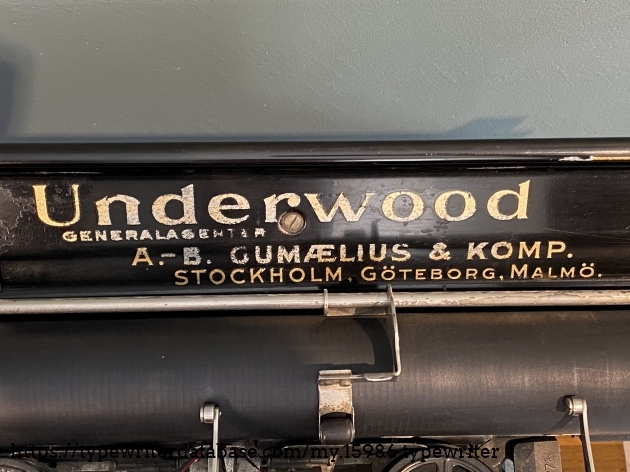 Underwood
GENERALAGENTER
A.-B. GUMÆLIUS & KOMP.
STOCKHOLM, GÖTEBORG, MALMÖ.
https://typewriterdatabase.com/my.15986.typewriter